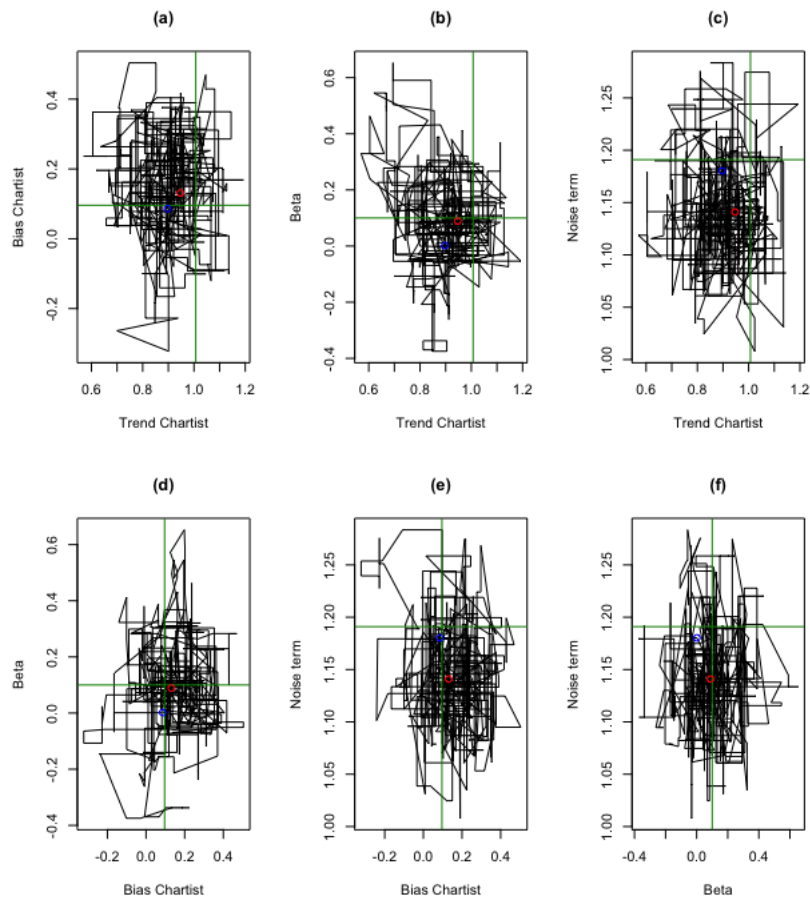 (a)
(b)
(c)
Bias Chartist
-0.2 0.0 0.2 0.4
0.6 0.8 1.0 1.2
Trend Chartist
Beta
-0.4 -0.2 0.0 0.2 0.4 0.6
0.6 0.8 1.0 1.2
Trend Chartist
Noise term
1.00 1.05 1.10 1.15 1.20 1.25
0.6 0.8 1.0 1.2
Trend Chartist
(d)
(e)
(f)
Beta
-0.4 -0.2 0.0 0.2 0.4 0.6
-0.2 0.0 0.2 0.4
Bias Chartist
Noise term
1.00 1.05 1.10 1.15 1.20 1.25
-0.2 0.0 0.2 0.4
Bias Chartist
Noise term
1.00 1.05 1.10 1.15 1.20 1.25
-0.4 0.0 0.4
Beta